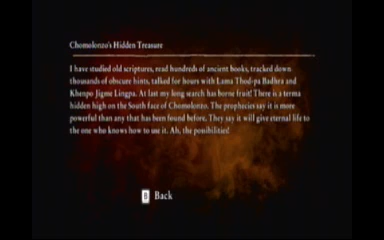 Chomolonzo's Hidden Treasure
I have studied old scriptures, read hundreds of ancient books, tracked down
thousands of obscure hints, talked for hours with Lama Thod-pa Badhra and
Khenpo Jigme Lingpa. At last my long search has borne fruit! There is a terma
hidden high on the South face of Chomolonzo. The prophecies say it is more
powerful than any that has been found before. They say it will give eternal life to
the one who knows how to use it. Ah, the possibilities!
B Back